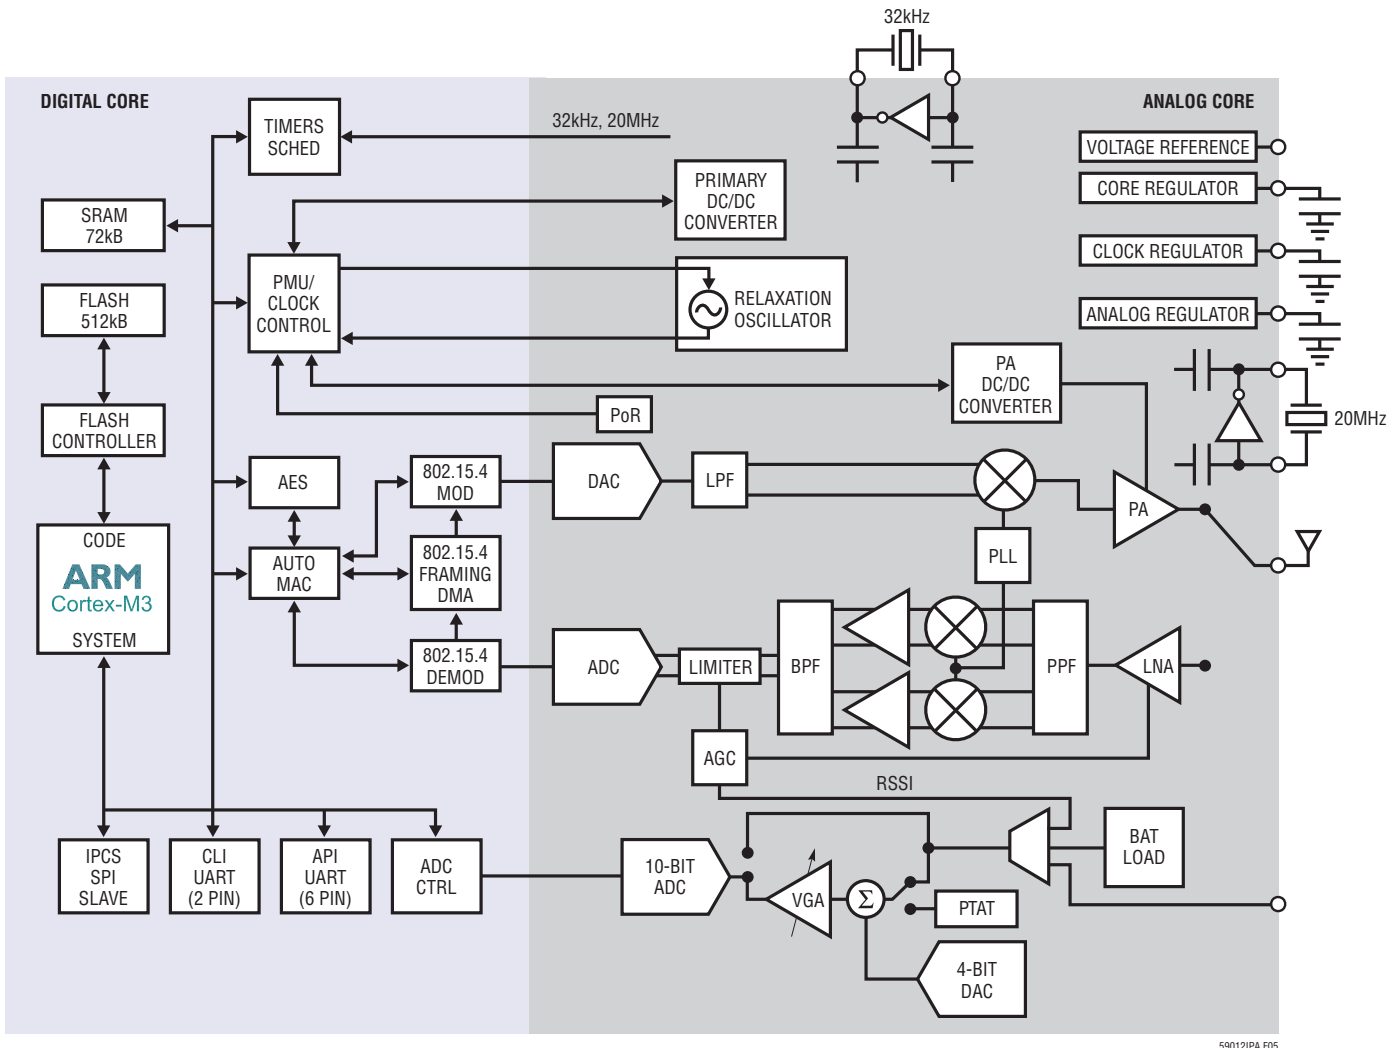 32kHz
DIGITAL CORE
ANALOG CORE
TIMERS
SCHED
32kHz, 20MHz
VOLTAGE REFERENCE
PRIMARY
DC/DC
CONVERTER
CORE REGULATOR
SRAM
72kB
CLOCK REGULATOR
PMU/
CLOCK
CONTROL
RELAXATION
OSCILLATOR
FLASH
512kB
ANALOG REGULATOR
PA
DC/DC
CONVERTER
PoR
20MHz
FLASH
CONTROLLER
AES
802.15.4
MOD
DAC
LPF
PA
CODE
ARM
Cortex-M3
SYSTEM
AUTO
MAC
802.15.4
FRAMING
DMA
PLL
802.15.4
DEMOD
ADC
LIMITER
BPF
PPF
LNA
AGC
RSSI
IPCS
SPI
SLAVE
CLI
UART
(2 PIN)
API
UART
(6 PIN)
ADC
CTRL
10-BIT
ADC
VGA
Σ
PTAT
BAT
LOAD
4-BIT
DAC
59012IPA F05